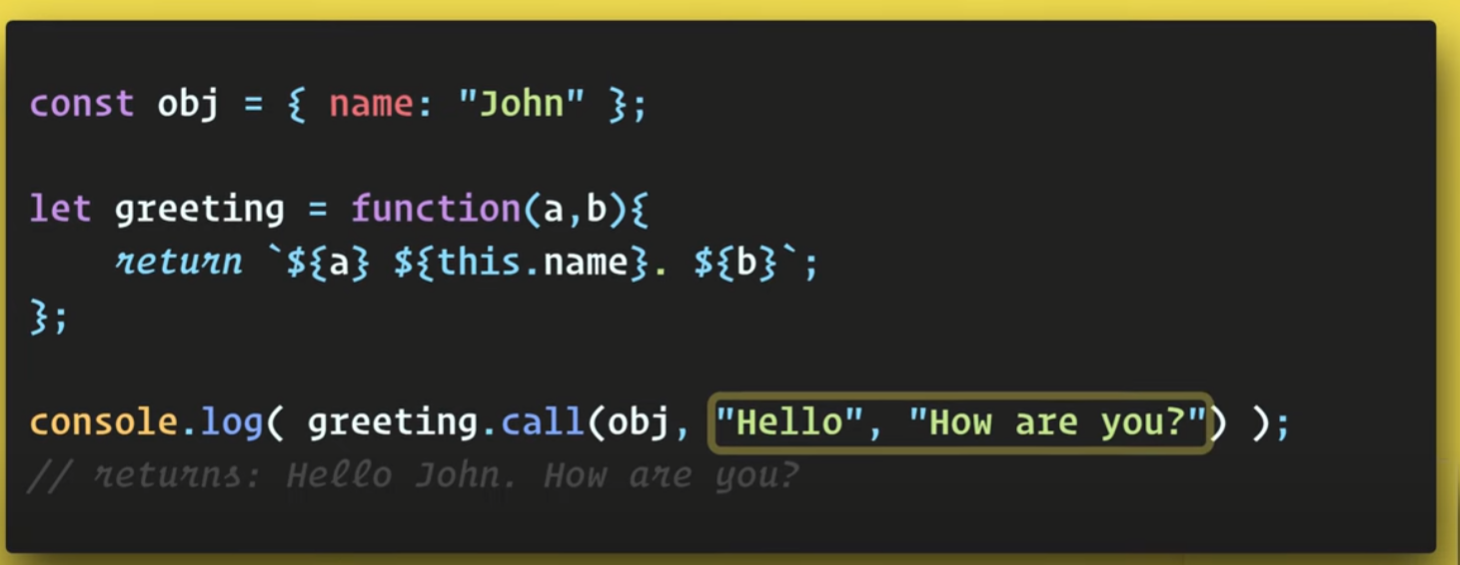 const obj = { name: "John" };
let greeting = function(a,b){
return `${a} ${this.name}. ${b}`;
};
console.log( greeting.call(obj, "Hello", "How are you?") );
// returns: Hello John. How are you?